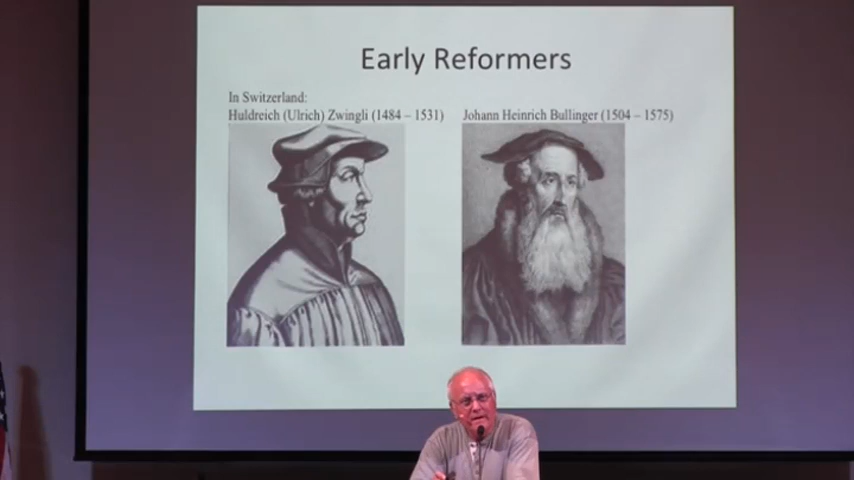 Early Reformers
In Switzerland:
Huldreich (Ulrich) Zwingli (1484 – 1531)
Johann Heinrich Bullinger (1504 – 1575)